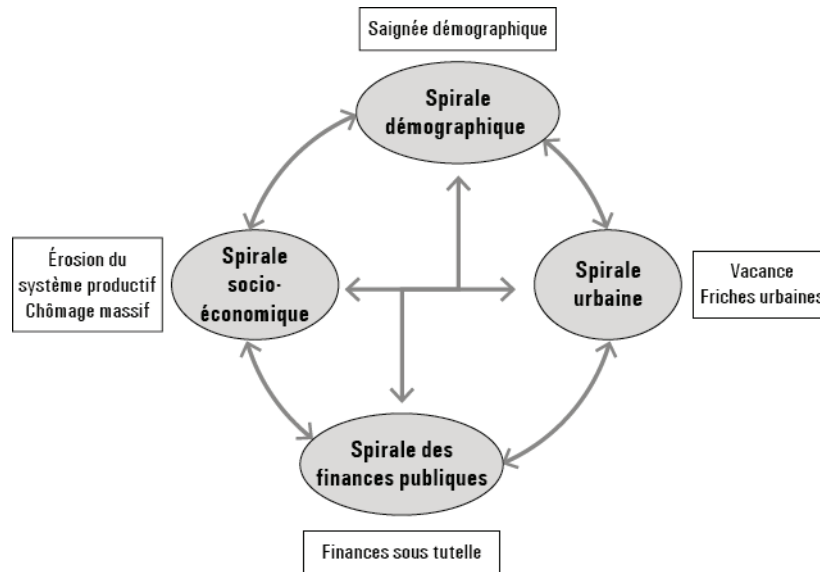 Saignée démographique
Spirale
démographique
Érosion du
système productif
Chômage massif
Spirale
socio-
économique
Spirale
urbaine
Vacance
Friches urbaines
Spirale des
finances publiques
Finances sous tutelle